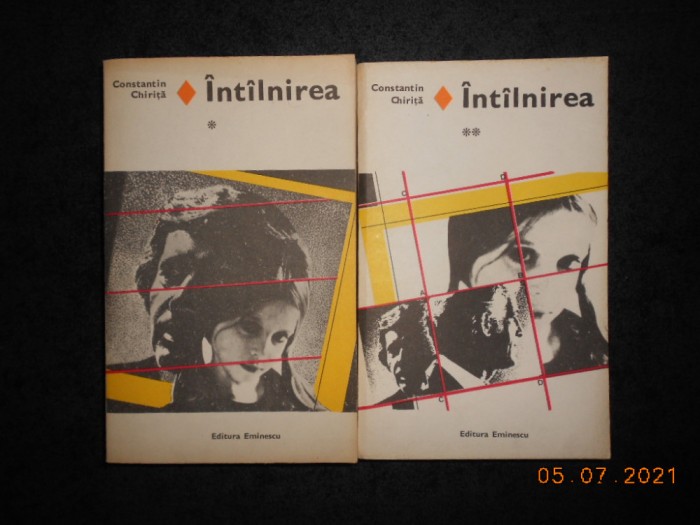 Constantin
Chiriță
Întîlnirea
*
Editura Eminescu
Constantin
Chiriță
Întîlnirea
**
C
D
C
D
Editura Eminescu
05.07.2021